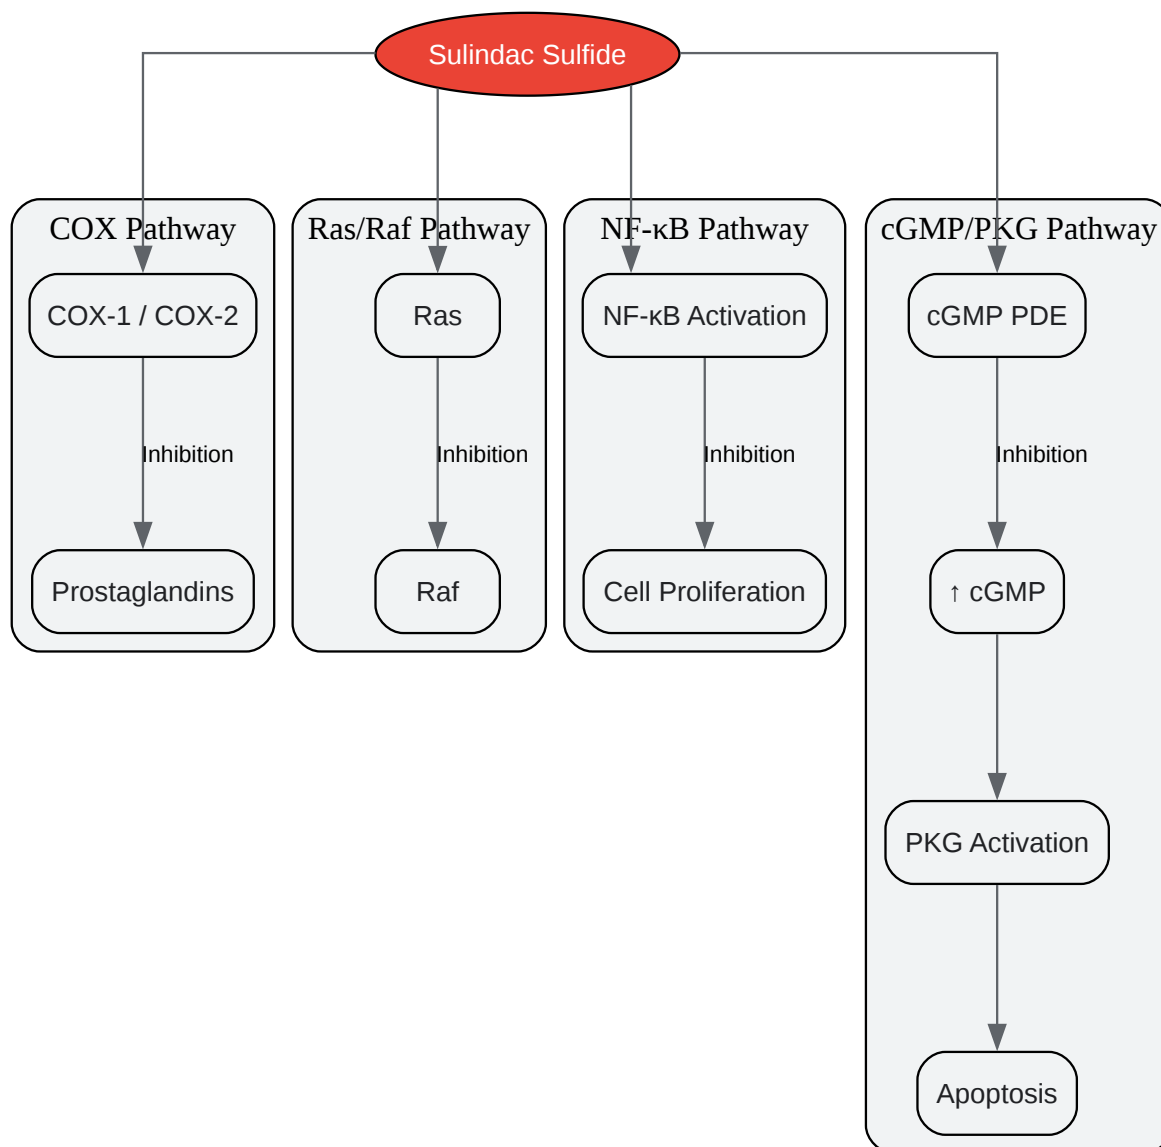 Sulindac Sulfide
COX Pathway
Ras/Raf Pathway
NF-κB Pathway
cGMP/PKG Pathway
COX-1 / COX-2
Ras
NF-κB Activation
cGMP PDE
Inhibition
Inhibition
Inhibition
Inhibition
Prostaglandins
Raf
Cell Proliferation
↑ cGMP
PKG Activation
Apoptosis